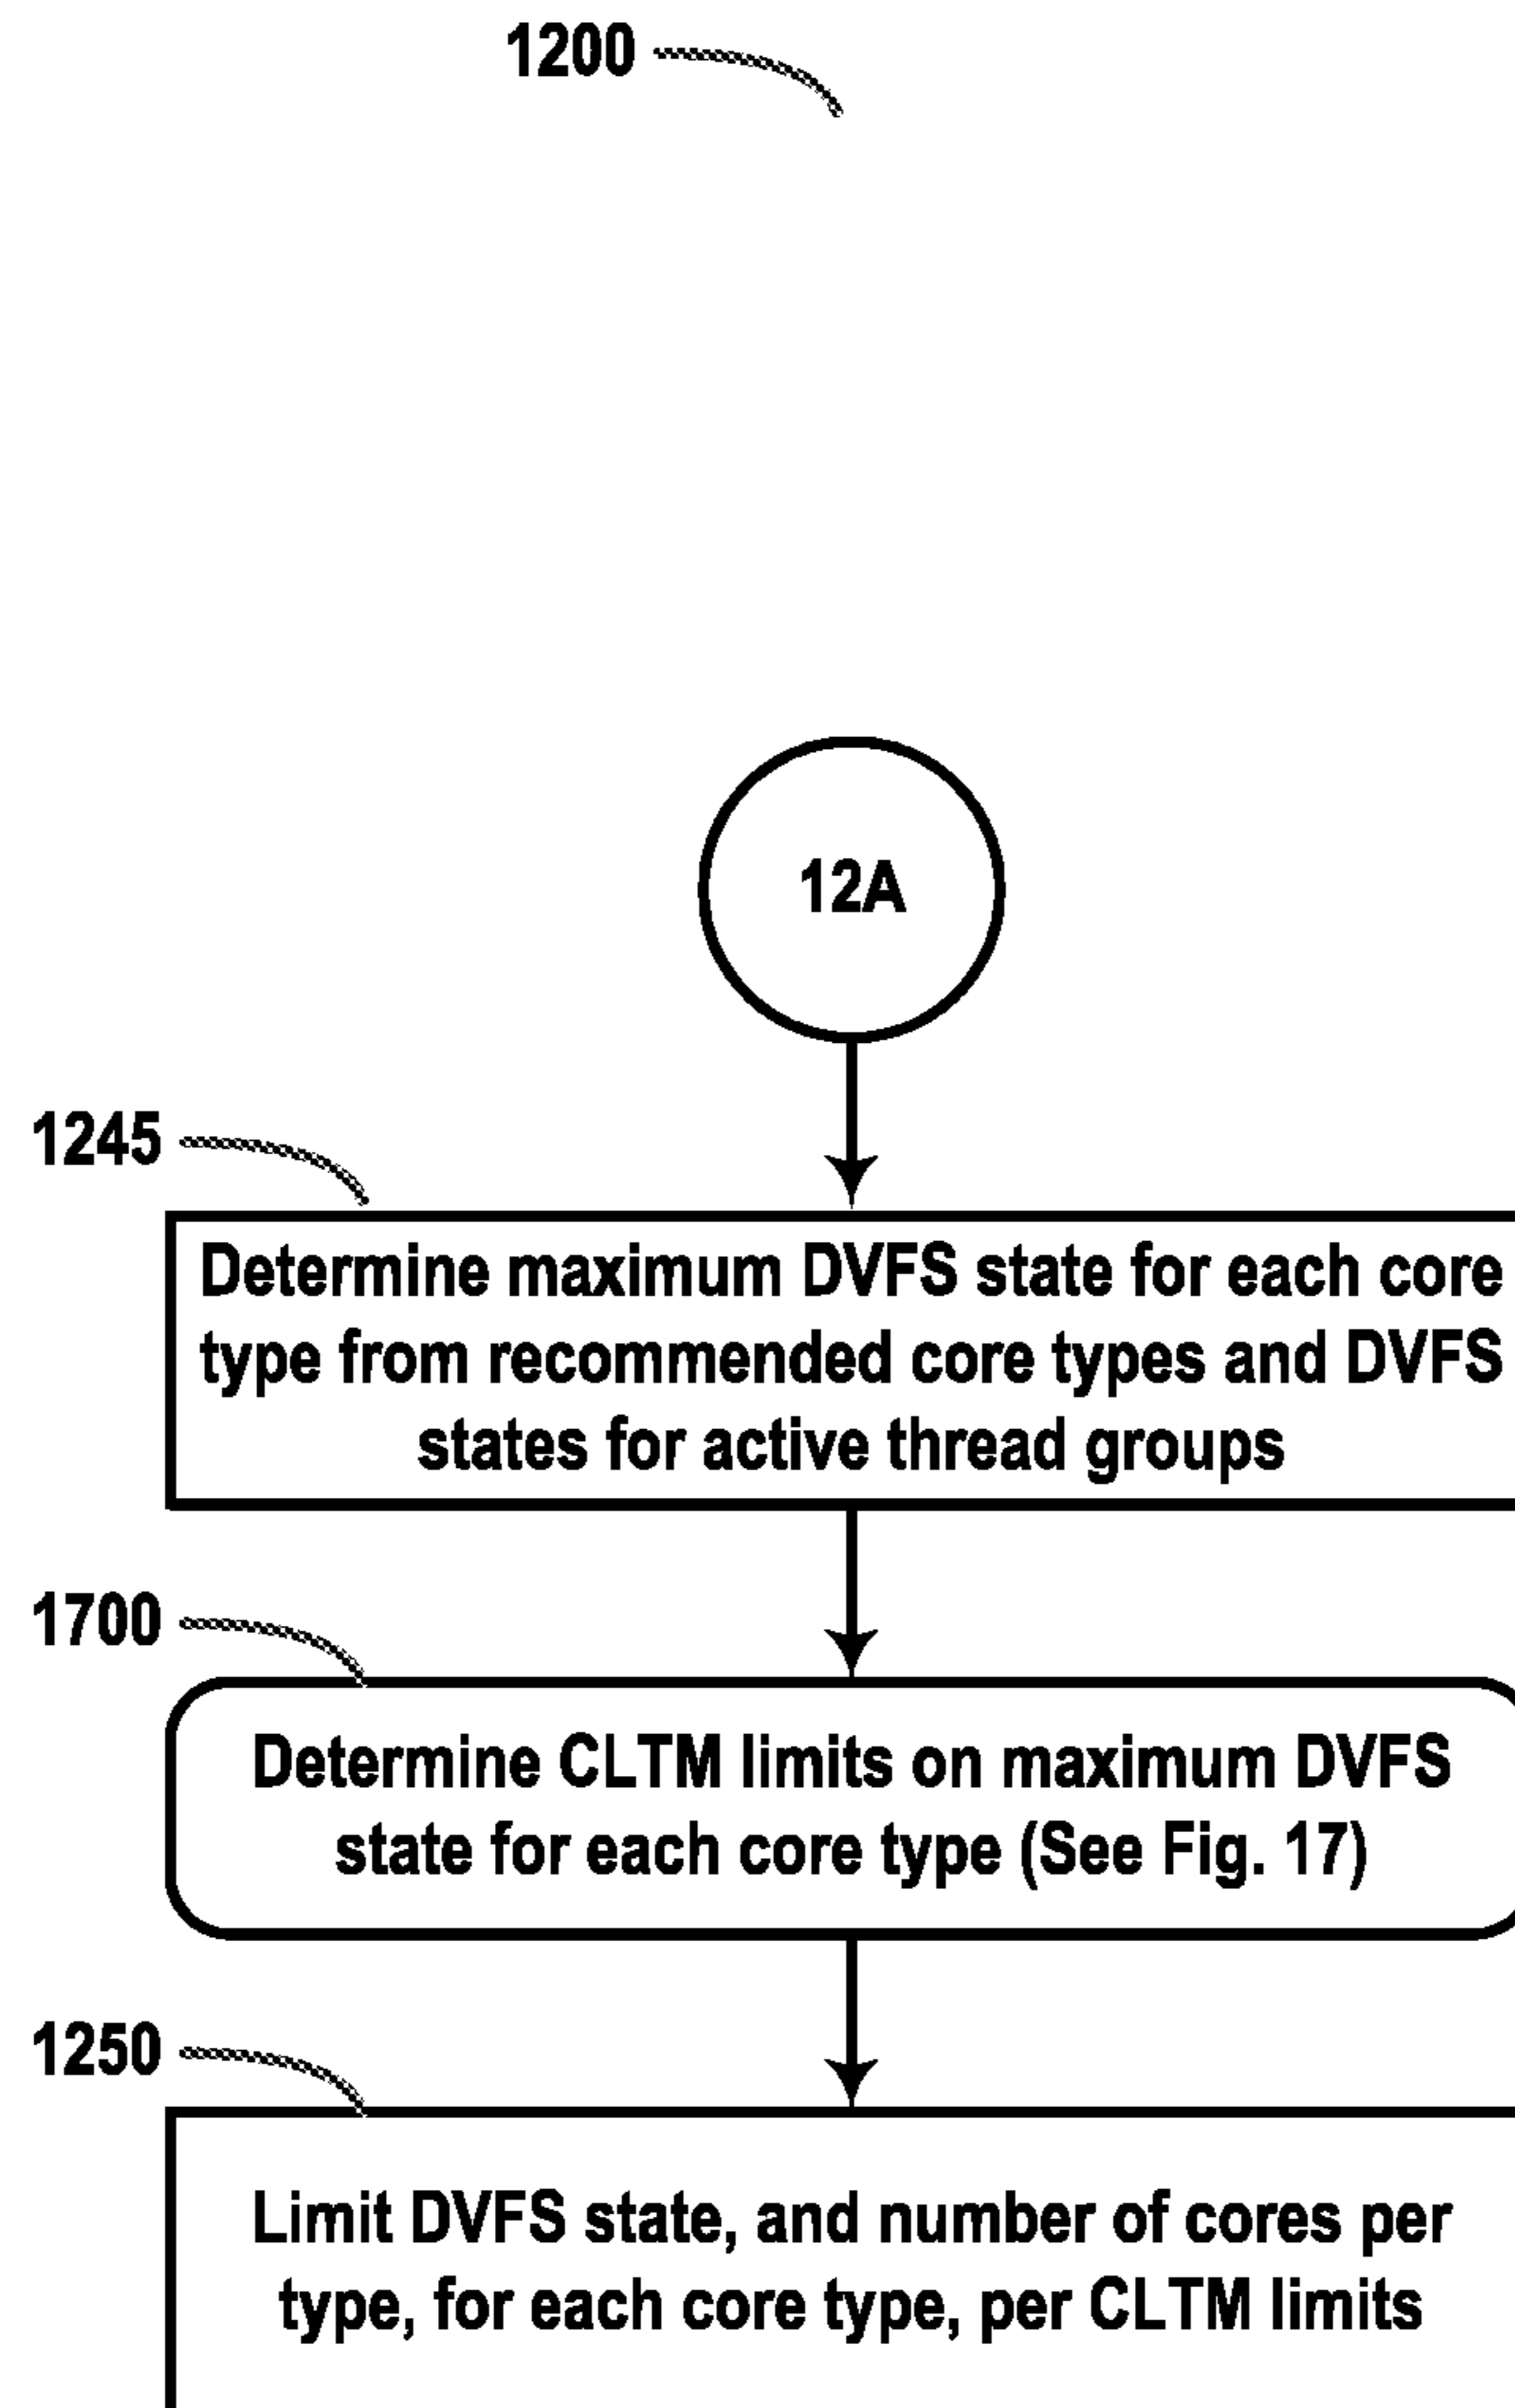 1200
12A
1245
Determine maximum DVFS state for each core
type from recommended core types and DVFS
states for active thread groups
1700
Determine CLTM limits on maximum DVFS
state for each core type (See Fig. 17)
1250
Limit DVFS state, and number of cores per
type, for each core type, per CLTM limits